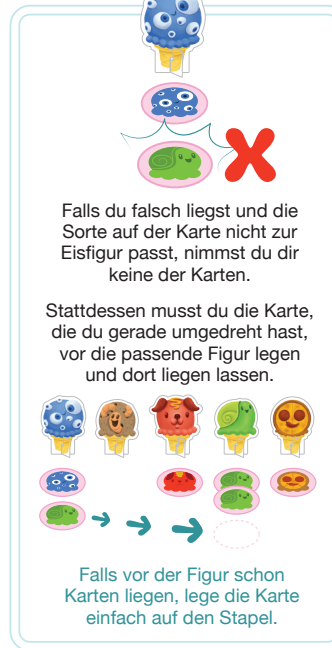 Falls du falsch liegst und die
Sorte auf der Karte nicht zur
Eisfigur passt, nimmst du dir
keine der Karten.
Stattdessen musst du die Karte,
die du gerade umgedreht hast,
vor die passende Figur legen
und dort liegen lassen.
Falls vor der Figur schon
Karten liegen, lege die Karte
einfach auf den Stapel.